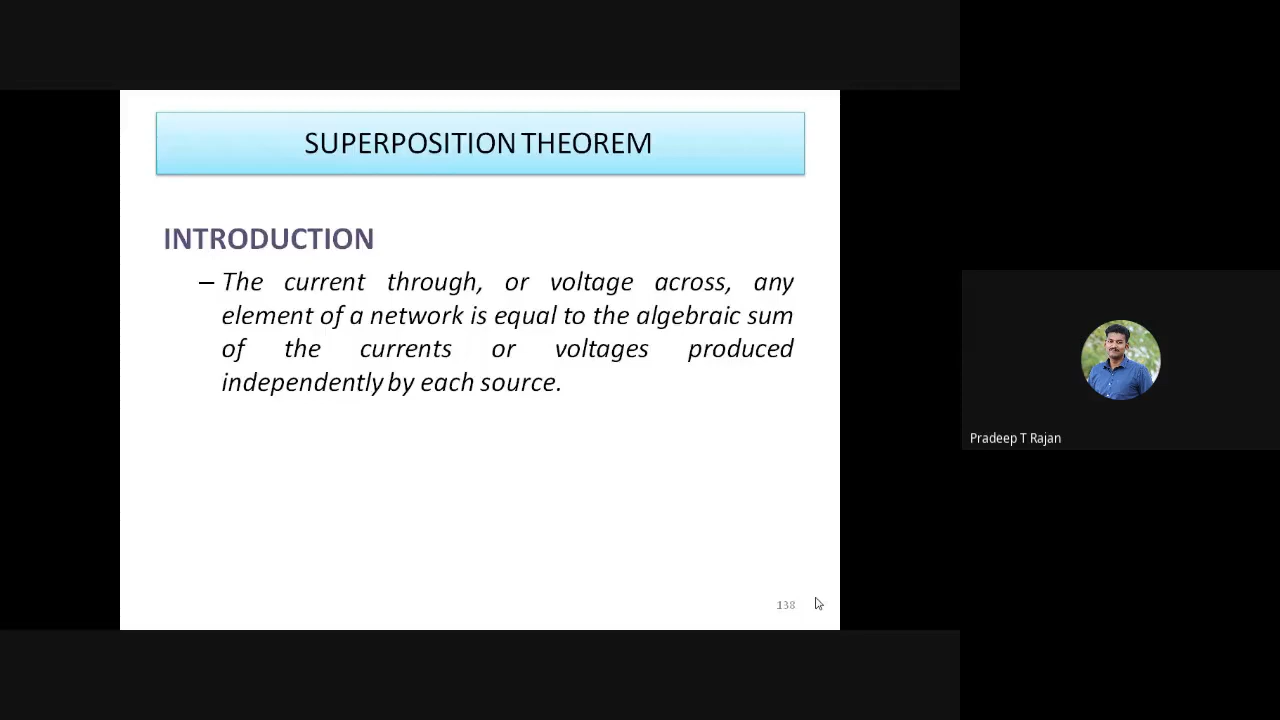 SUPERPOSITION THEOREM
INTRODUCTION
– The current through, or voltage across, any
element of a network is equal to the algebraic sum
of the currents or voltages produced
independently by each source.
138
Pradeep T Rajan